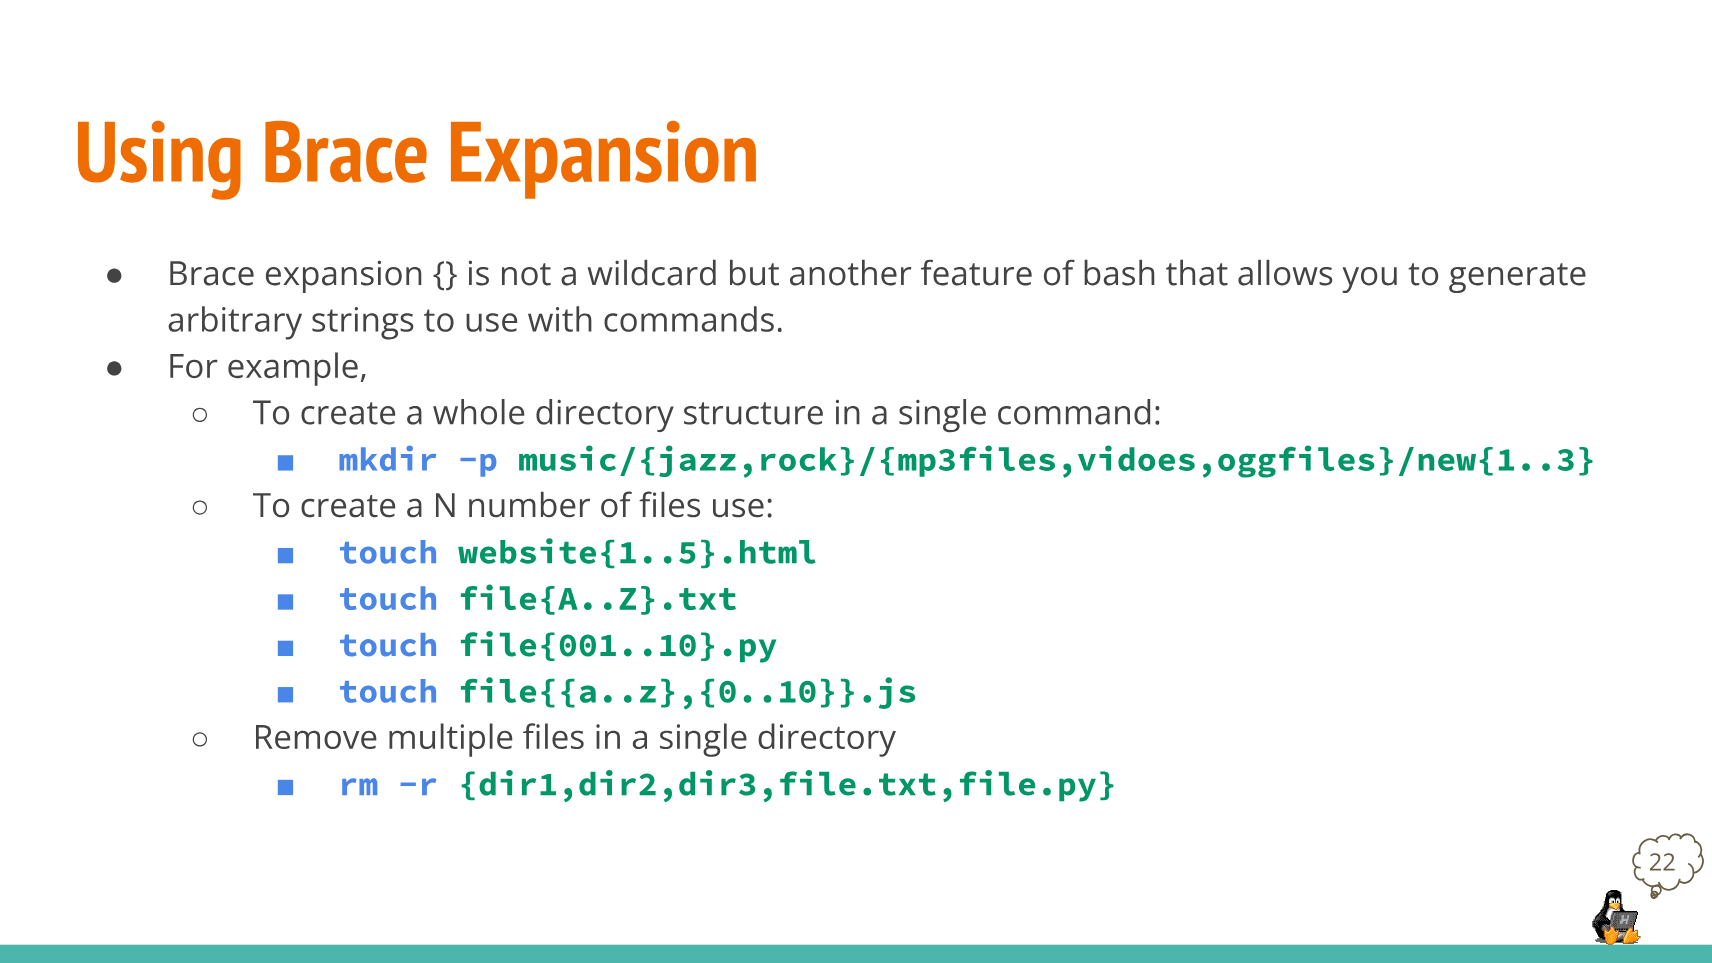 Using Brace Expansion
● Brace expansion {} is not a wildcard but another feature of bash that allows you to generate
arbitrary strings to use with commands.
● For example,
○ To create a whole directory structure in a single command:
■ mkdir -p music/{jazz,rock}/{mp3files,vidoes,oggfiles}/new{1..3}
○ To create a N number of files use:
■ touch website{1..5}.html
■ touch file{A..Z}.txt
■ touch file{001..10}.py
■ touch file{{a..z},{0..10}}.js
○ Remove multiple files in a single directory
■ rm -r {dir1,dir2,dir3,file.txt,file.py}
22
H